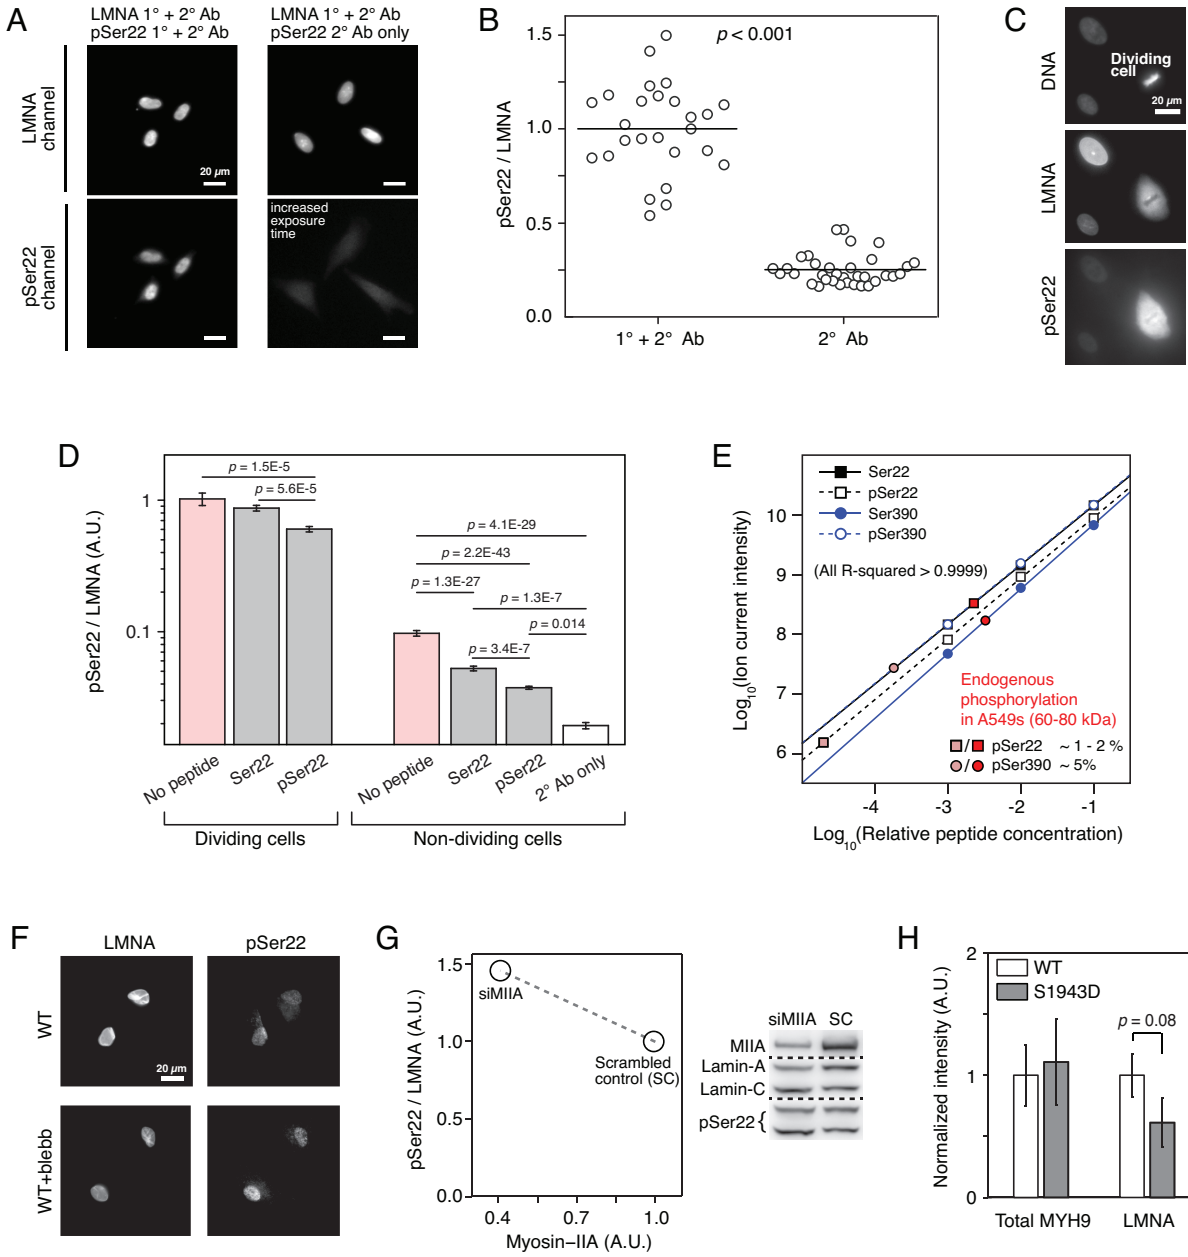 A
LMNA 1° + 2° Ab
pSer22 1° + 2° Ab
LMNA 1° + 2° Ab
pSer22 2° Ab only
LMNA
channel
20 µm
pSer22
channel
increased
exposure
time
B
p < 0.001
pSer22 / LMNA
1.5
1.0
0.5
0.0
1° + 2° Ab
2° Ab
C
DNA
Dividing
cell
20 µm
LMNA
pSer22
D
pSer22 / LMNA (A.U.)
1
0.1
p = 1.5E-5
p = 5.6E-5
p = 4.1E-29
p = 2.2E-43
p = 1.3E-27
p = 1.3E-7
p = 0.014
p = 3.4E-7
No peptide
Ser22
pSer22
No peptide
Ser22
pSer22
2° Ab only
Dividing cells
Non-dividing cells
E
Log10(Ion current intensity)
10
9
8
7
6
Ser22
pSer22
Ser390
pSer390
(All R-squared > 0.9999)
Endogenous
phosphorylation
in A549s (60-80 kDa)
/ pSer22 ~ 1 - 2 %
/ pSer390 ~ 5%
-4
-3
-2
-1
Log10(Relative peptide concentration)
F
LMNA
pSer22
WT
20 µm
WT+blebb
G
pSer22 / LMNA (A.U.)
1.5
1.0
0.5
0.0
siMIIA
Scrambled
control (SC)
0.4
0.7
1.0
Myosin–IIA (A.U.)
siMIIA SC
MIIA
Lamin-A
Lamin-C
pSer22 {
H
Normalized intensity (A.U.)
2
1
0
WT
S1943D
p = 0.08
Total MYH9
LMNA